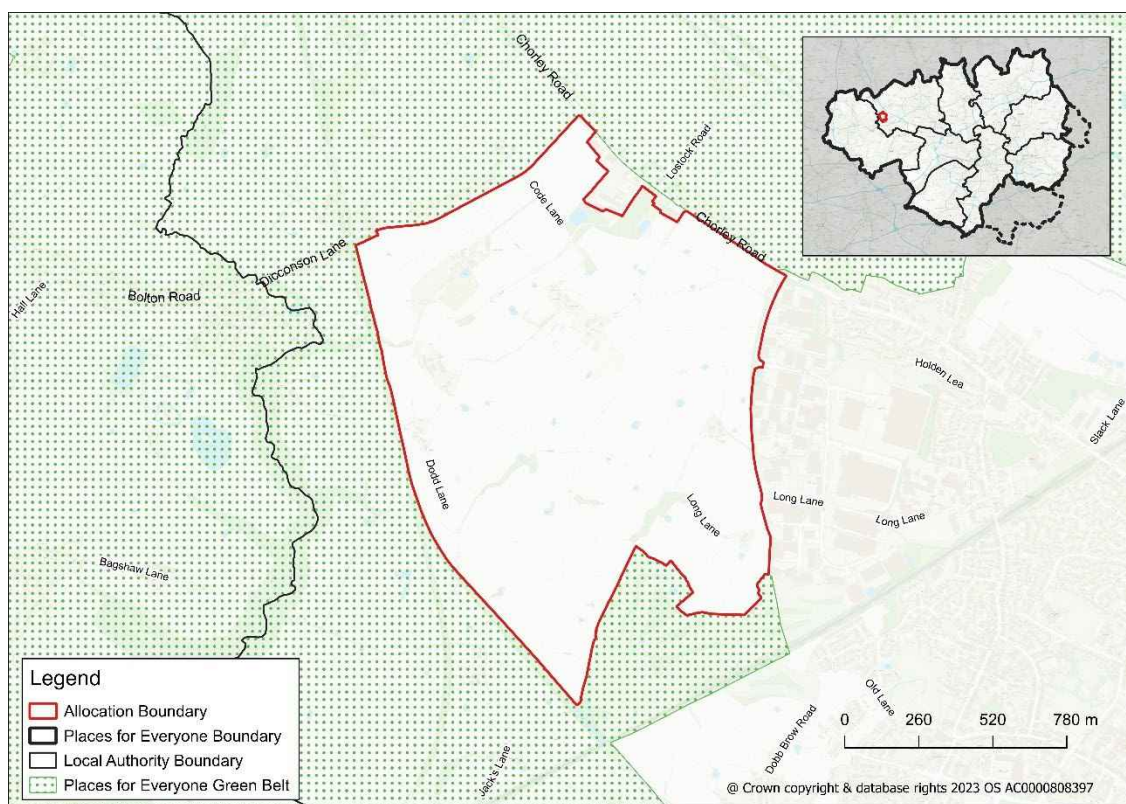 Chorley Road
Lostock Road
Code Lane
Chorley Road
Dicconson Lane
Bolton Road
Half Lane
Holden Lea
Slack Lane
Dodd Lane
Long Lane
Long Lane
Long Lane
Bagshaw Lane
Old Lane
Dobb Brow Road
Jack's Lane
Legend
Allocation Boundary
Places for Everyone Boundary
Local Authority Boundary
Places for Everyone Green Belt
0 260 520 780 m
@ Crown copyright & database rights 2023 OS AC0000808397